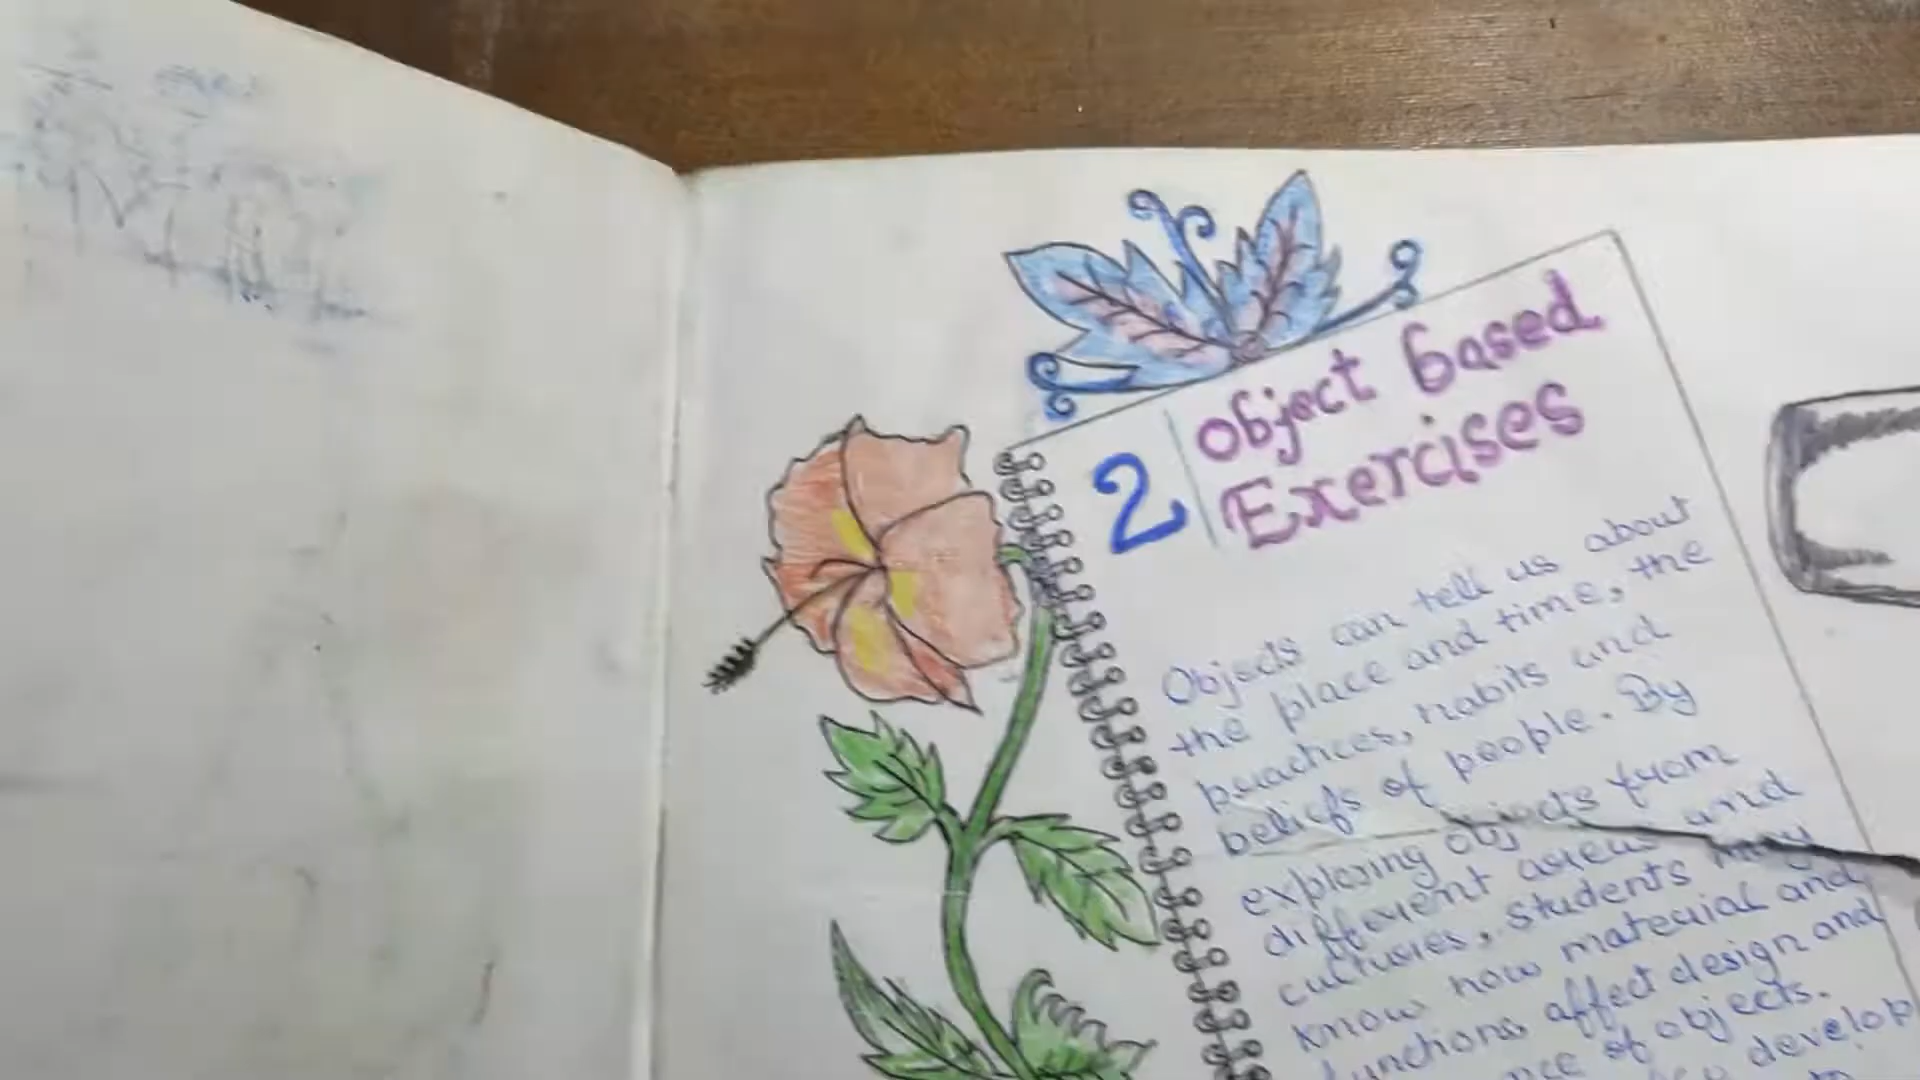 2
Object based
Exercises
Objects can tell us about
the place and time, the
practices, habits and
beliefs of people. By
exploring objects from
different areas and
cultures, students may
know how material and
functions affect design and
of objects.
develop